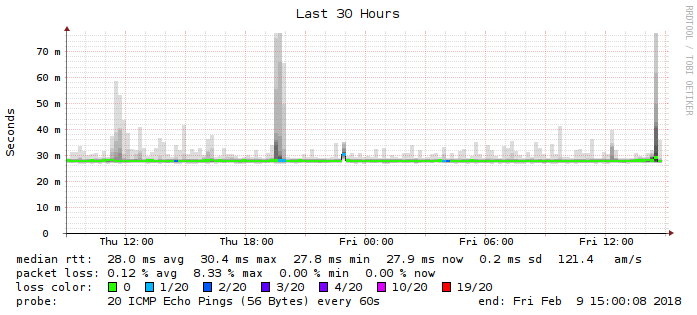 Last 30 Hours
RRDTOOL / TOBI OETIKER
Seconds
70 m
60 m
50 m
40 m
30 m
20 m
10 m
0
Thu 12:00 Thu 18:00 Fri 00:00 Fri 06:00 Fri 12:00
median rtt: 28.0 ms avg 30.4 ms max 27.8 ms min 27.9 ms now 0.2 ms sd 121.4 am/s
packet loss: 0.12 % avg 8.33 % max 0.00 % min 0.00 % now
loss color: 0 1/20 2/20 3/20 4/20 10/20 19/20
probe: 20 ICMP Echo Pings (56 Bytes) every 60s end: Fri Feb 9 15:00:08 2018